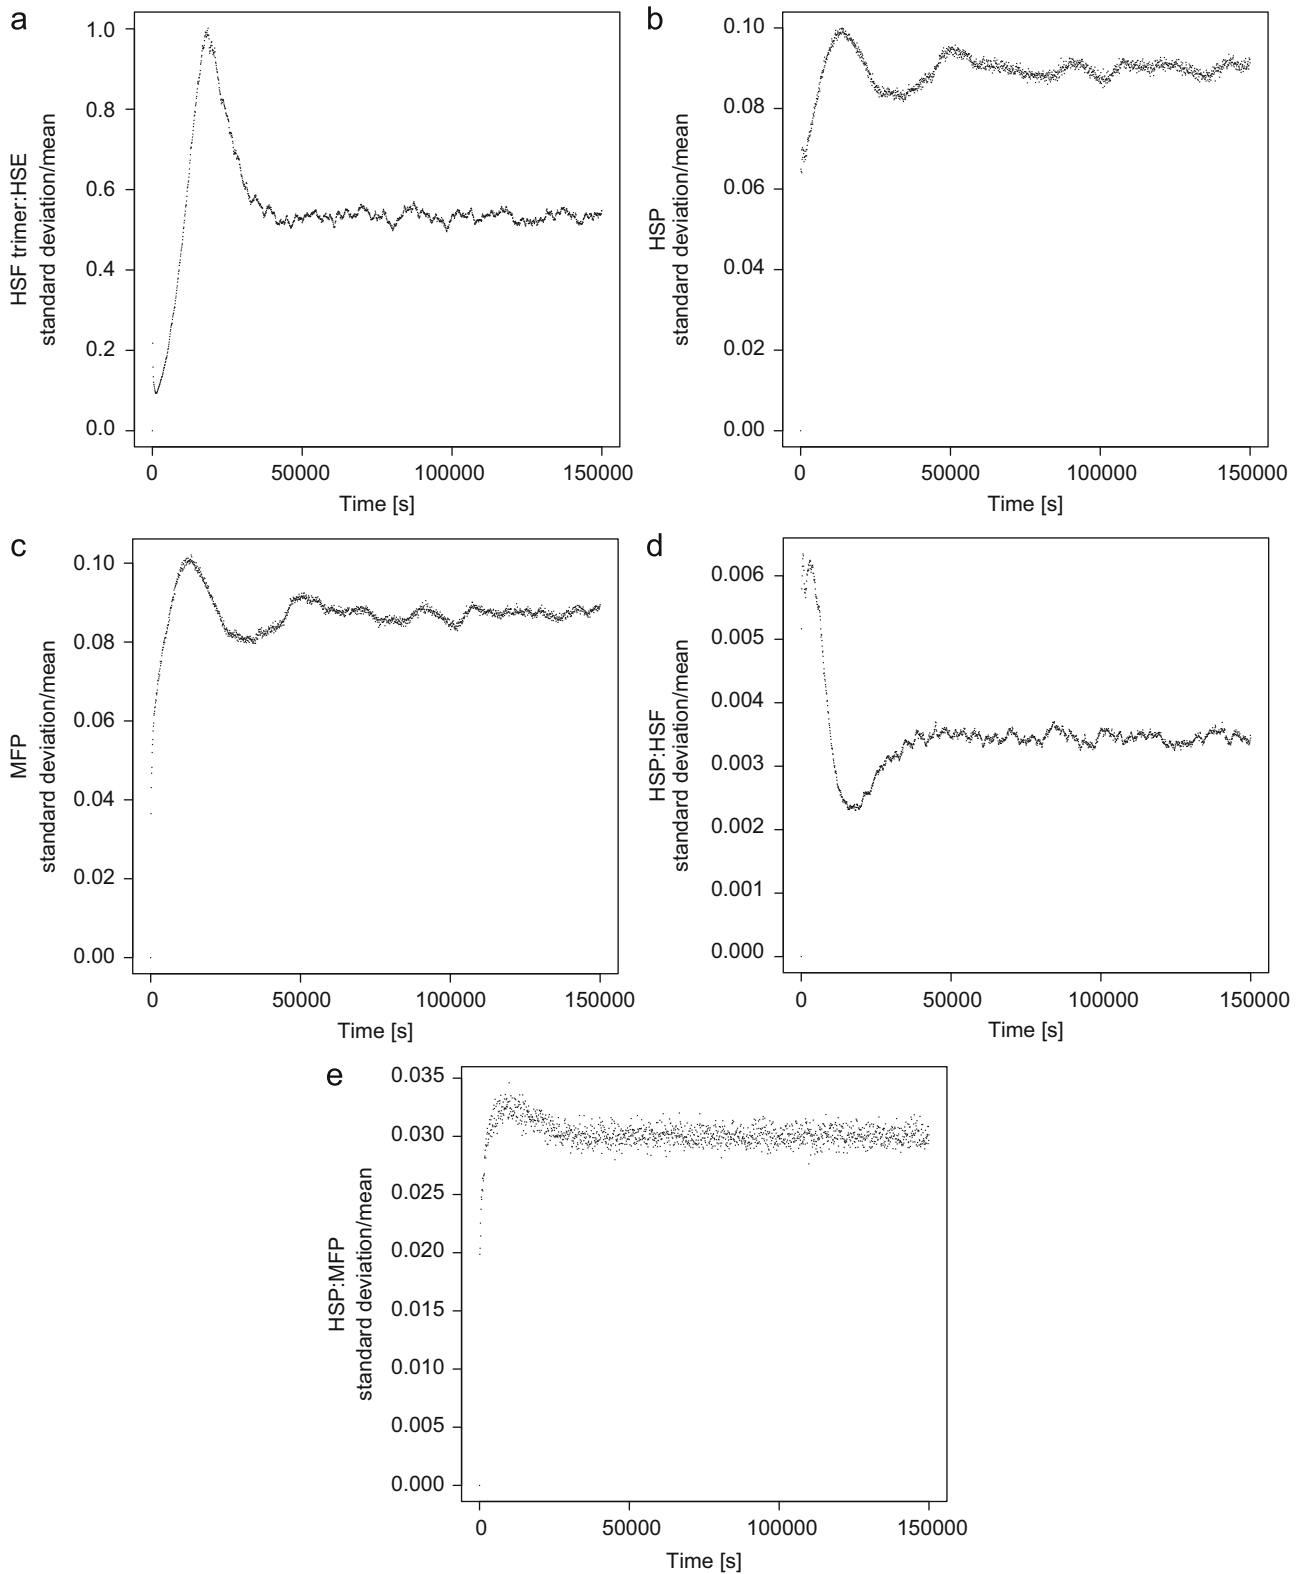 a
HSF trimer:HSE
standard deviation/mean
1.0
0.8
0.6
0.4
0.2
0.0
0 50000 100000 150000
Time [s]
b
HSP
standard deviation/mean
0.10
0.08
0.06
0.04
0.02
0.00
0 50000 100000 150000
Time [s]
c
MFP
standard deviation/mean
0.10
0.08
0.06
0.04
0.02
0.00
0 50000 100000 150000
Time [s]
d
HSP:HSF
standard deviation/mean
0.006
0.005
0.004
0.003
0.002
0.001
0.000
0 50000 100000 150000
Time [s]
e
HSP:MFP
standard deviation/mean
0.035
0.030
0.025
0.020
0.015
0.010
0.005
0.000
0 50000 100000 150000
Time [s]